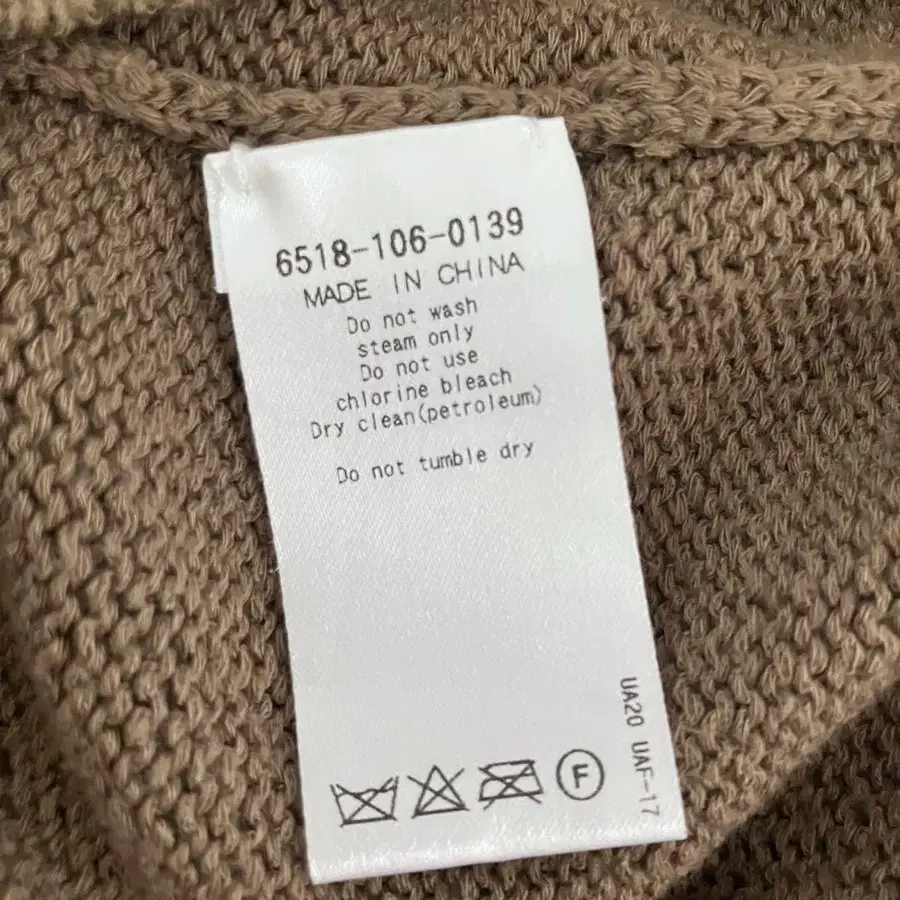 6518-106-0139
MADE IN CHINA
Do not wash
steam only
Do not use
chlorine bleach
Dry clean(petroleum)
Do not tumble dry
UA20 UAF-17
F